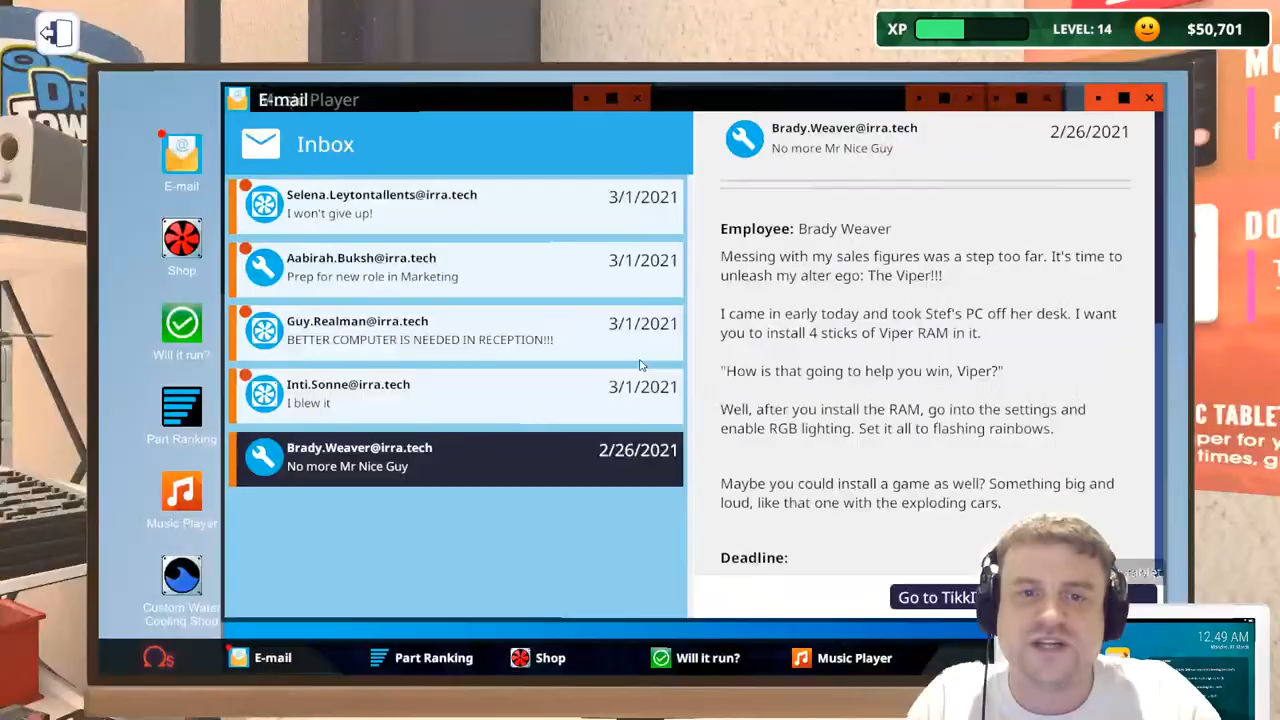 XP
LEVEL: 14
$50,701
E-mail
Inbox
Selena.Leytontallents@irra.tech
3/1/2021
I won't give up!
Aabirah.Buksh@irra.tech
3/1/2021
Prep for new role in Marketing
Guy.Realman@irra.tech
3/1/2021
BETTER COMPUTER IS NEEDED IN RECEPTION!!!
Inti.Sonne@irra.tech
3/1/2021
I blew it
Brady.Weaver@irra.tech
2/26/2021
No more Mr Nice Guy
Brady.Weaver@irra.tech
2/26/2021
No more Mr Nice Guy
Employee: Brady Weaver
Messing with my sales figures was a step too far. It's time to
unleash my alter ego: The Viper!!!
I came in early today and took Stef's PC off her desk. I want
you to install 4 sticks of Viper RAM in it.
"How is that going to help you win, Viper?"
Well, after you install the RAM, go into the settings and
enable RGB lighting. Set it all to flashing rainbows.
Maybe you could install a game as well? Something big and
loud, like that one with the exploding cars.
Deadline:
Go to
E-mail
Shop
Will it run?
Part Ranking
Music Player
Custom Water
Cooling Shop
E-mail
Part Ranking
Shop
Will it run?
Music Player
12,49 AM